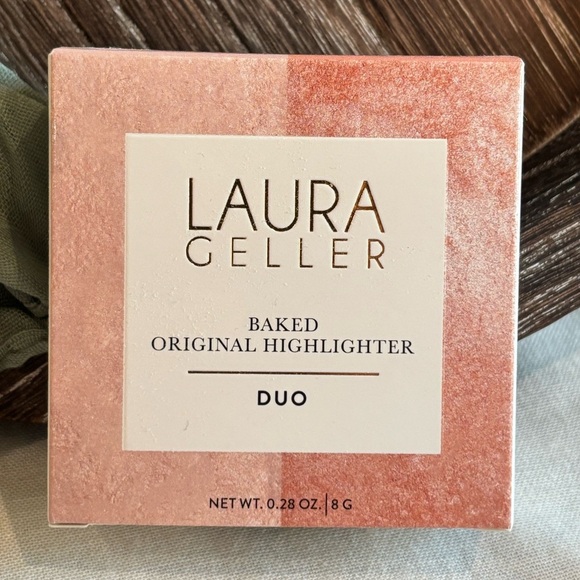 LAURA
GELLER
BAKED
ORIGINAL HIGHLIGHTER
DUO
NET WT. 0.28 OZ. | 8 G